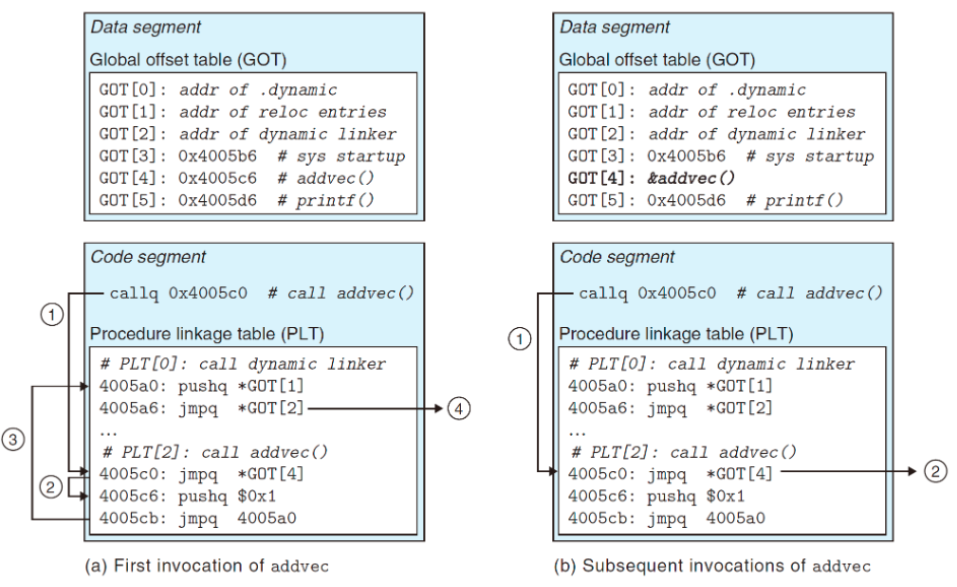 Data segment
Global offset table (GOT)
GOT[0]: addr of .dynamic
GOT[1]: addr of reloc entries
GOT[2]: addr of dynamic linker
GOT[3]: 0x4005b6 # sys startup
GOT[4]: 0x4005c6 # addvec()
GOT[5]: 0x4005d6 # printf()
Code segment
callq 0x4005c0 # call addvec()
1
Procedure linkage table (PLT)
# PLT[0]: call dynamic linker
4005a0: pushq *GOT[1]
4005a6: jmpq *GOT[2]
4
...
3
# PLT[2]: call addvec()
4005c0: jmpq *GOT[4]
2
4005c6: pushq $0x1
4005cb: jmpq 4005a0
(a) First invocation of addvec
Data segment
Global offset table (GOT)
GOT[0]: addr of .dynamic
GOT[1]: addr of reloc entries
GOT[2]: addr of dynamic linker
GOT[3]: 0x4005b6 # sys startup
GOT[4]: &addvec()
GOT[5]: 0x4005d6 # printf()
Code segment
callq 0x4005c0 # call addvec()
1
Procedure linkage table (PLT)
# PLT[0]: call dynamic linker
4005a0: pushq *GOT[1]
4005a6: jmpq *GOT[2]
...
# PLT[2]: call addvec()
4005c0: jmpq *GOT[4]
2
4005c6: pushq $0x1
4005cb: jmpq 4005a0
(b) Subsequent invocations of addvec